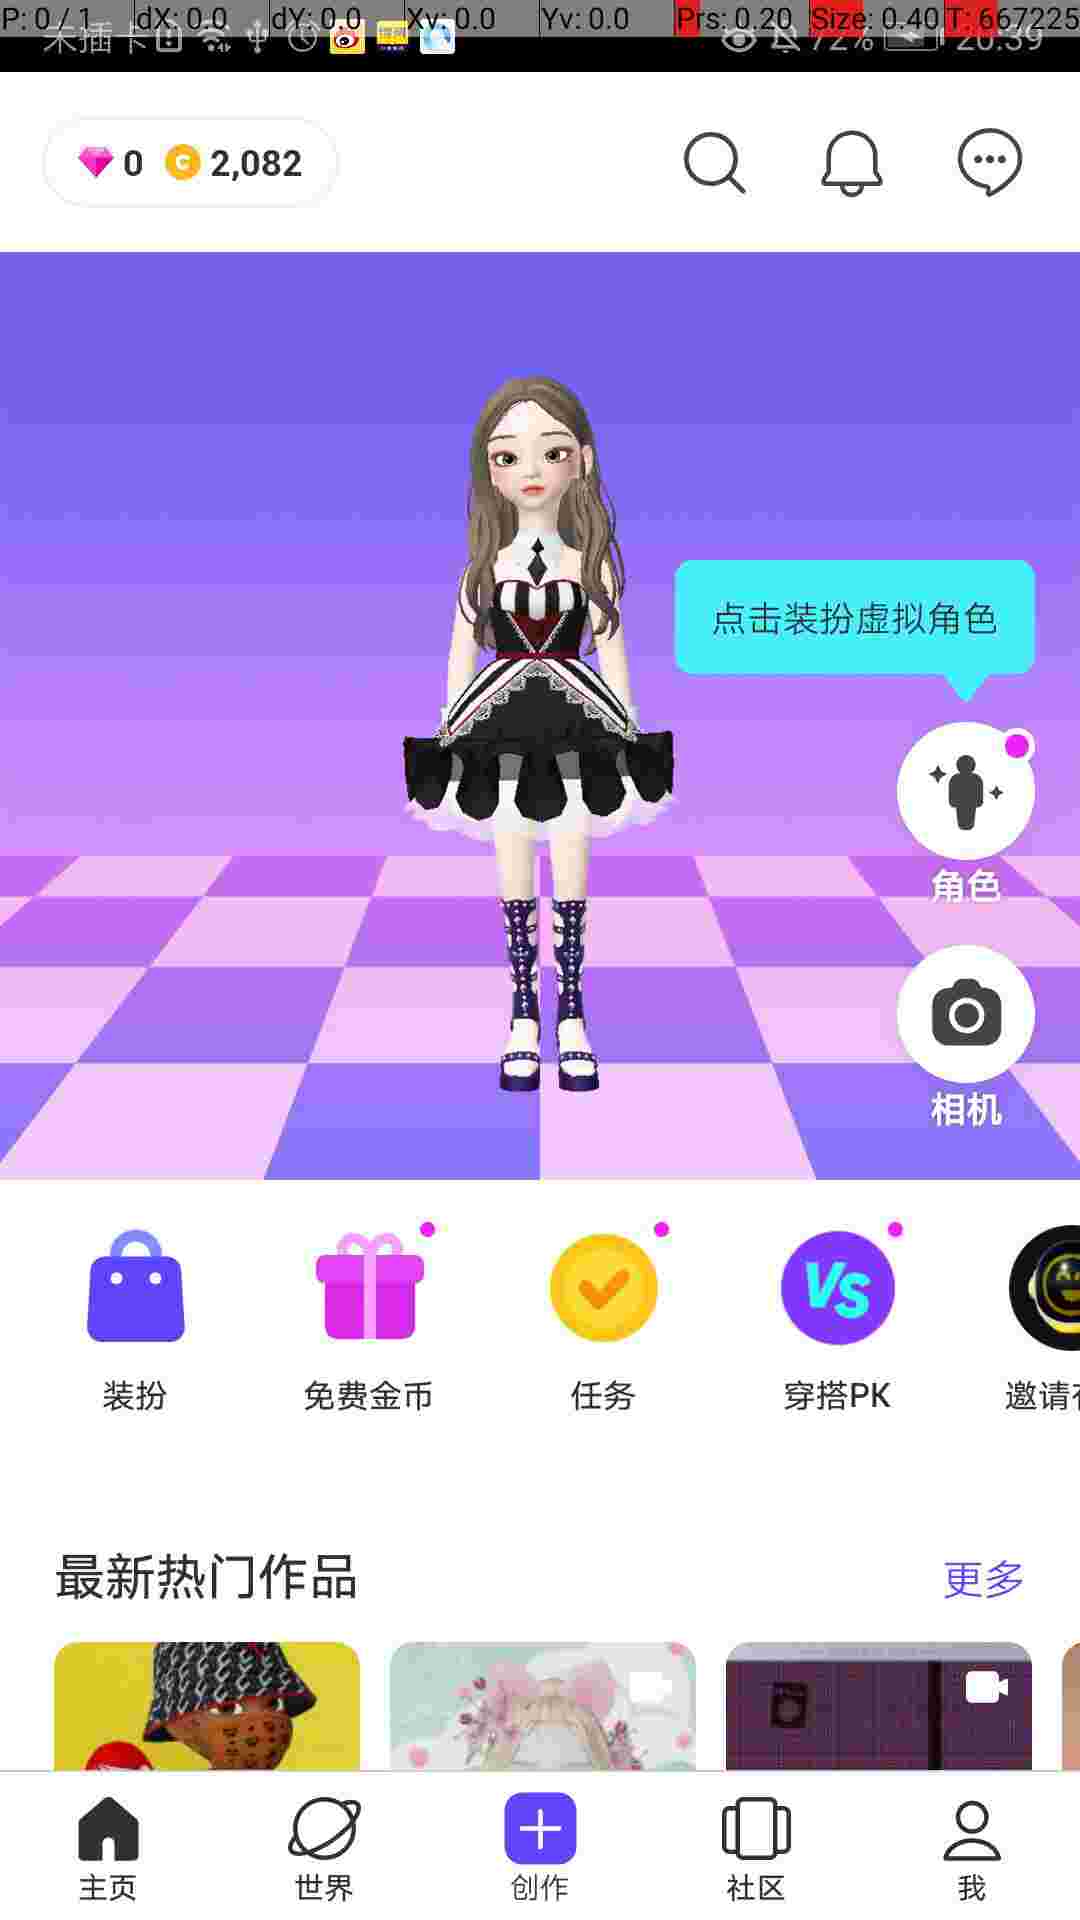 P: 0 / 1 dX: 0.0 dY: 0.0 Xv: 0.0 Yv: 0.0 Prs: 0.20 Size: 0.40 T: 667225
未插卡 72% 20:39
0 2,082
点击装扮虚拟角色
角色
相机
装扮 免费金币 任务 穿搭PK 邀请
最新热门作品 更多
主页 世界 创作 社区 我